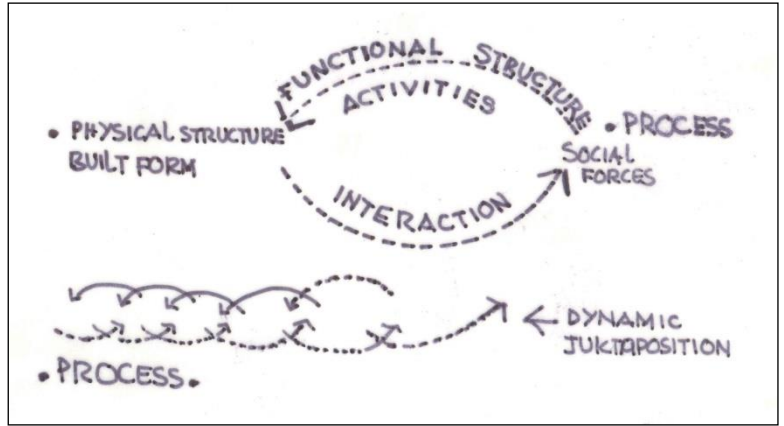 FUNCTIONAL STRUCTURE
ACTIVITIES
• PHYSICAL STRUCTURE
BUILT FORM
• PROCESS
SOCIAL
FORCES
INTERACTION
DYNAMIC
JUXTAPOSITION
• PROCESS •